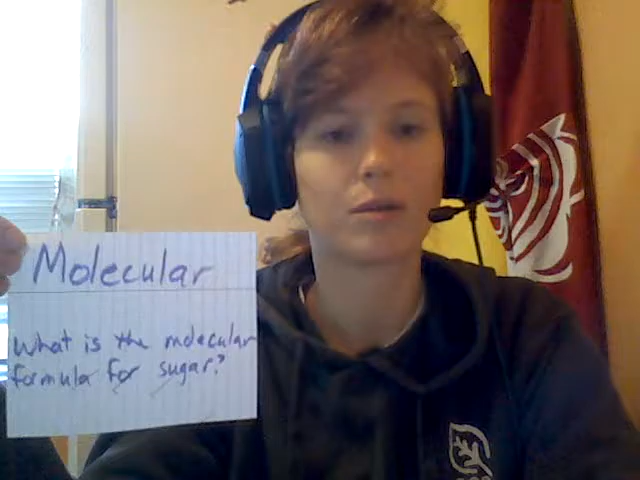 Molecular
What is the molecular
formula for sugar?